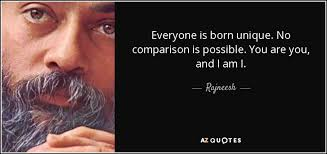 Everyone is born unique. No
comparison is possible. You are you,
and I am I.
Rajneesh
AZ QUOTES